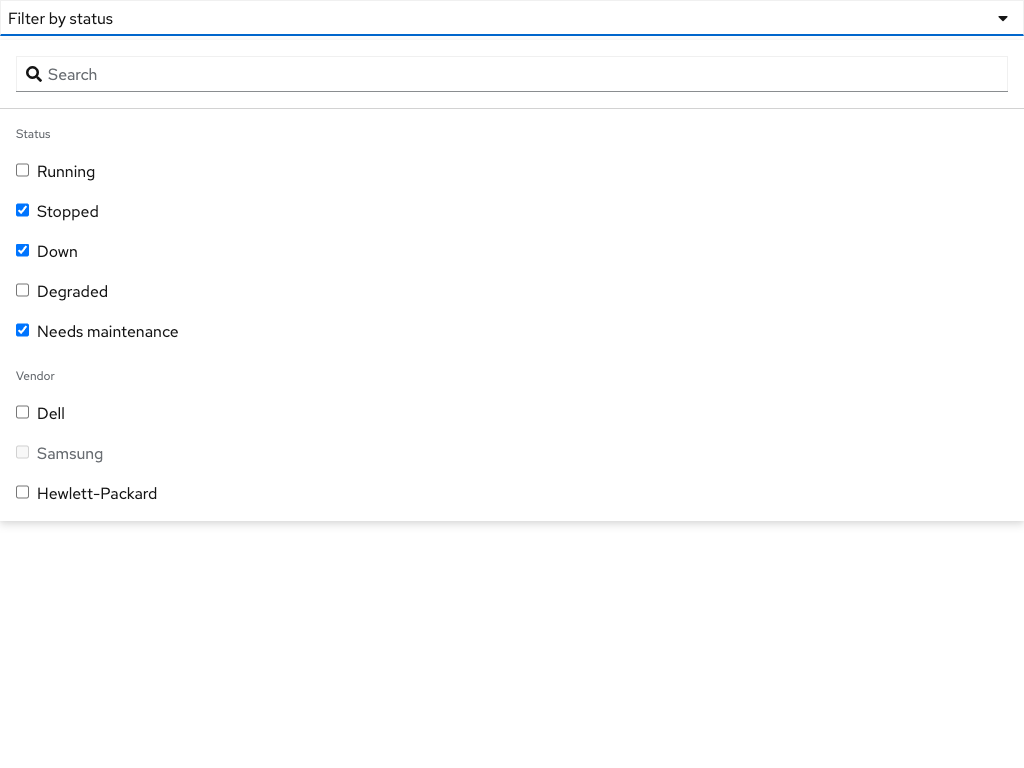 Filter by status
Search
Status
Running
Stopped
Down
Degraded
Needs maintenance
Vendor
Dell
Samsung
Hewlett-Packard